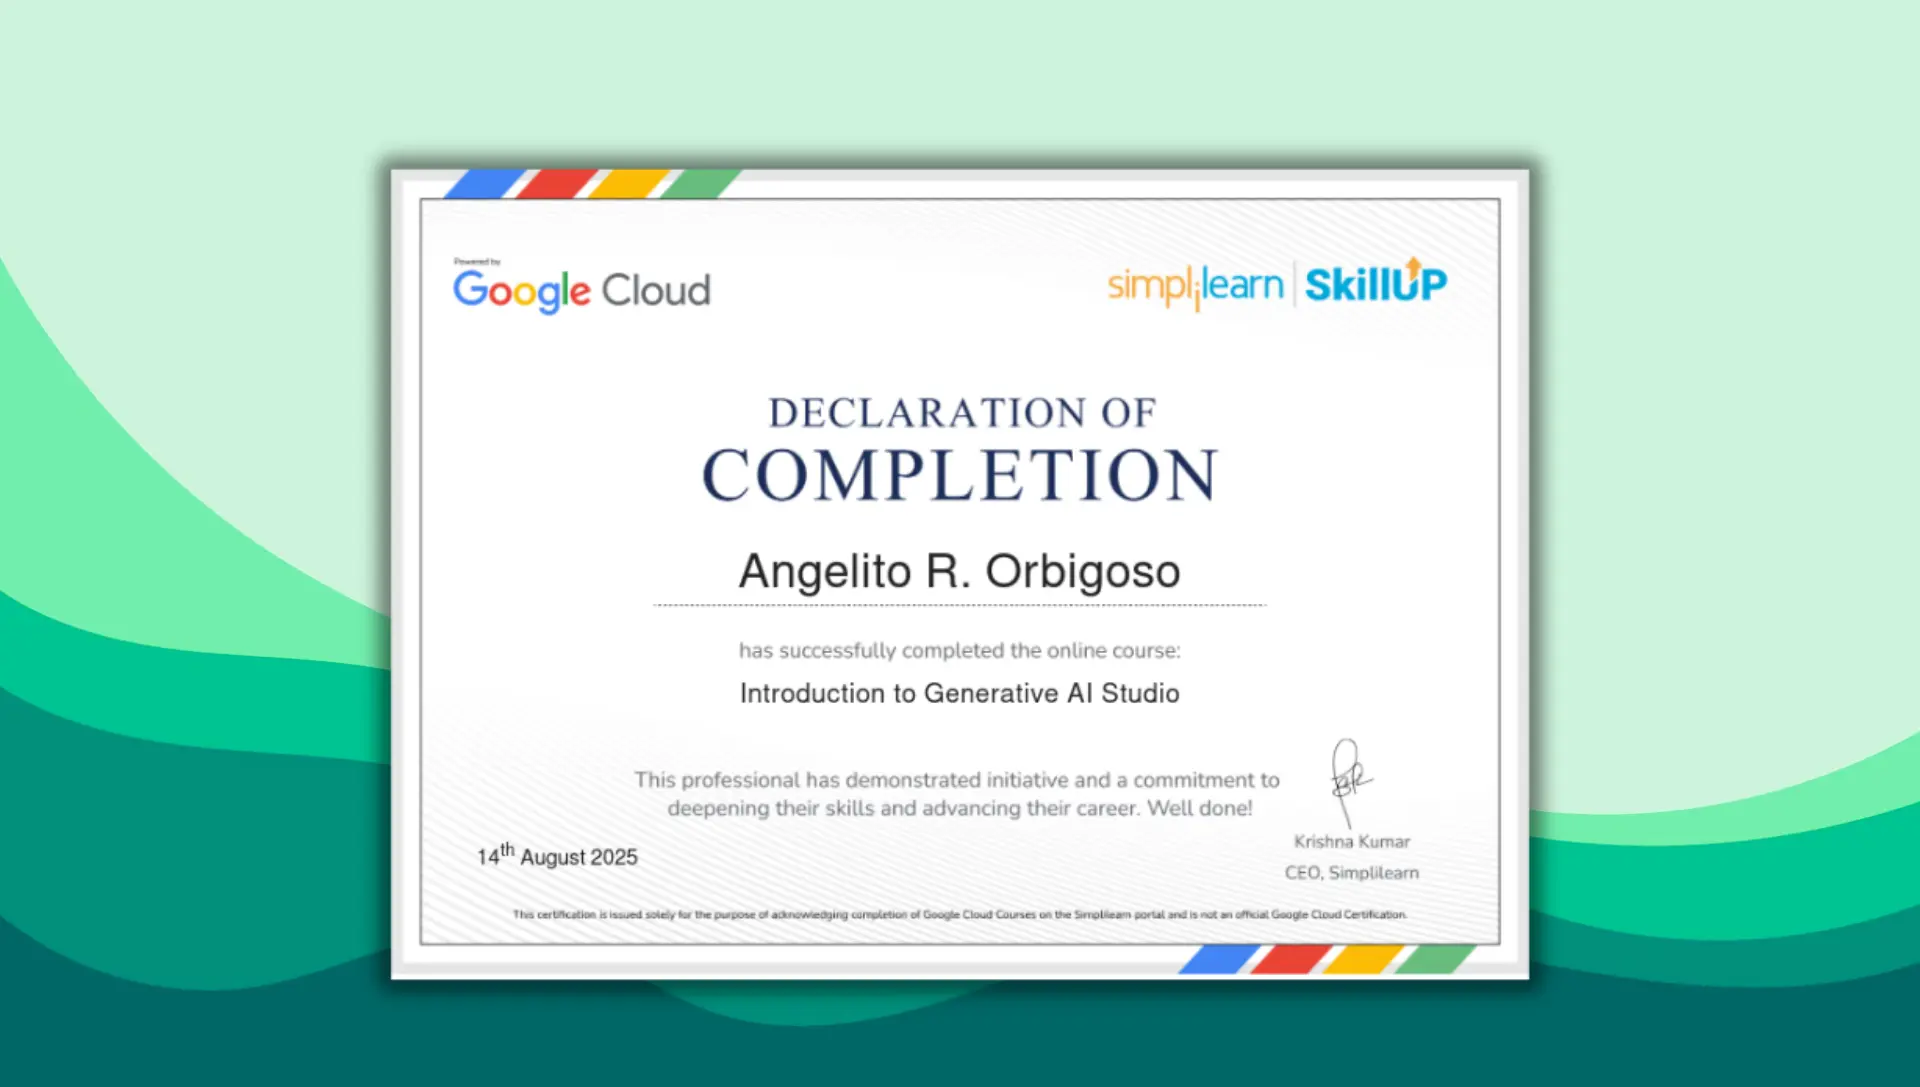 Powered by
Google Cloud
simplilearn | SkillUP
DECLARATION OF
COMPLETION
Angelito R. Orbigoso
has successfully completed the online course:
Introduction to Generative AI Studio
This professional has demonstrated initiative and a commitment to
deepening their skills and advancing their career. Well done!
14th August 2025
Krishna Kumar
CEO, Simplilearn
This certification is issued solely for the purpose of acknowledging completion of Google Cloud Courses on the Simplilearn portal and is not an official Google Cloud Certification.